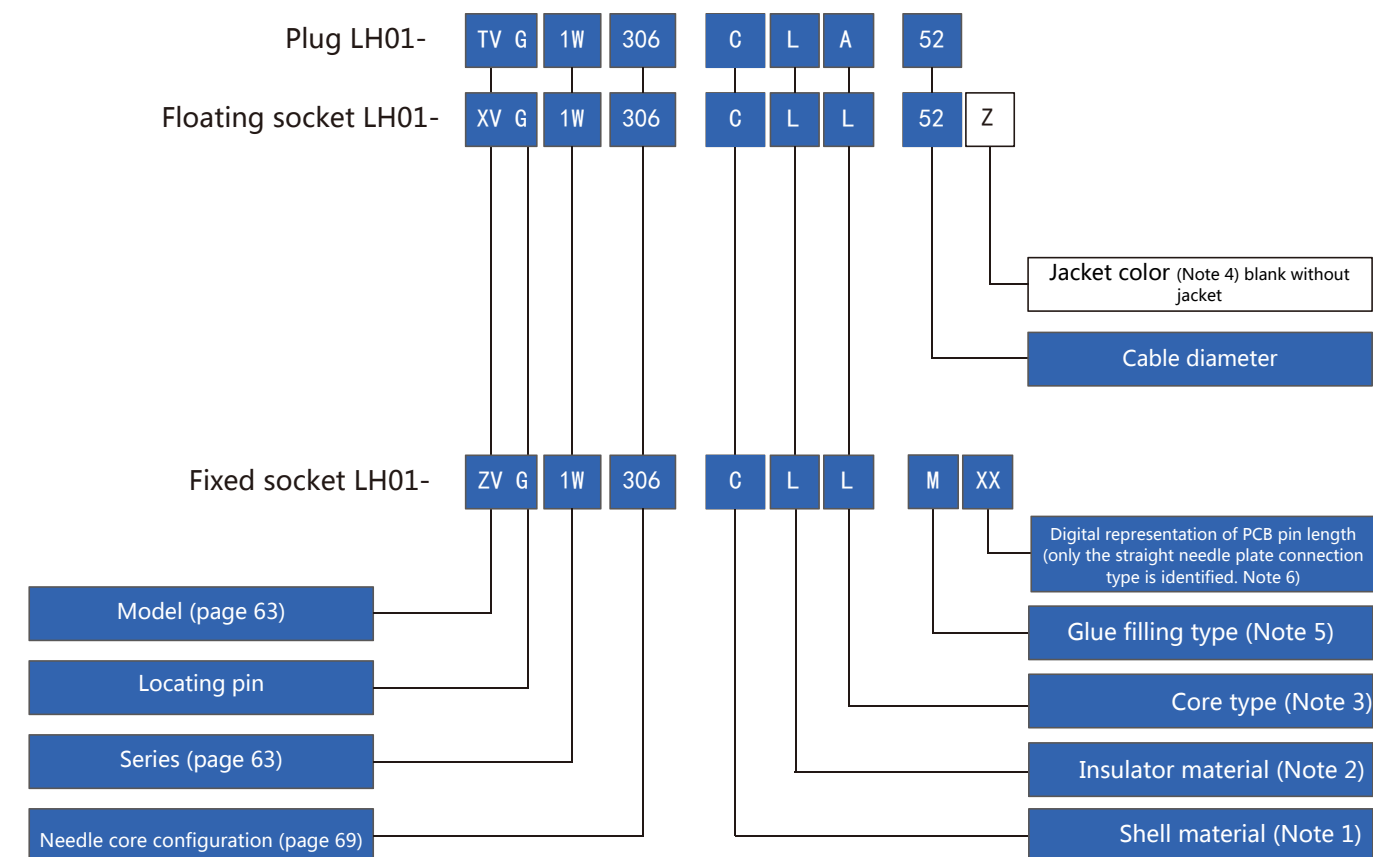 Plug LH01- TV G 1W 306 C L A 52
Floating socket LH01- XV G 1W 306 C L L 52 Z
Jacket color (Note 4) blank without
jacket
Cable diameter
Fixed socket LH01- ZV G 1W 306 C L L M XX
Digital representation of PCB pin length
(only the straight needle plate connection
type is identified. Note 6)
Model (page 63)
Glue filling type (Note 5)
Locating pin
Core type (Note 3)
Series (page 63)
Insulator material (Note 2)
Needle core configuration (page 69)
Shell material (Note 1)